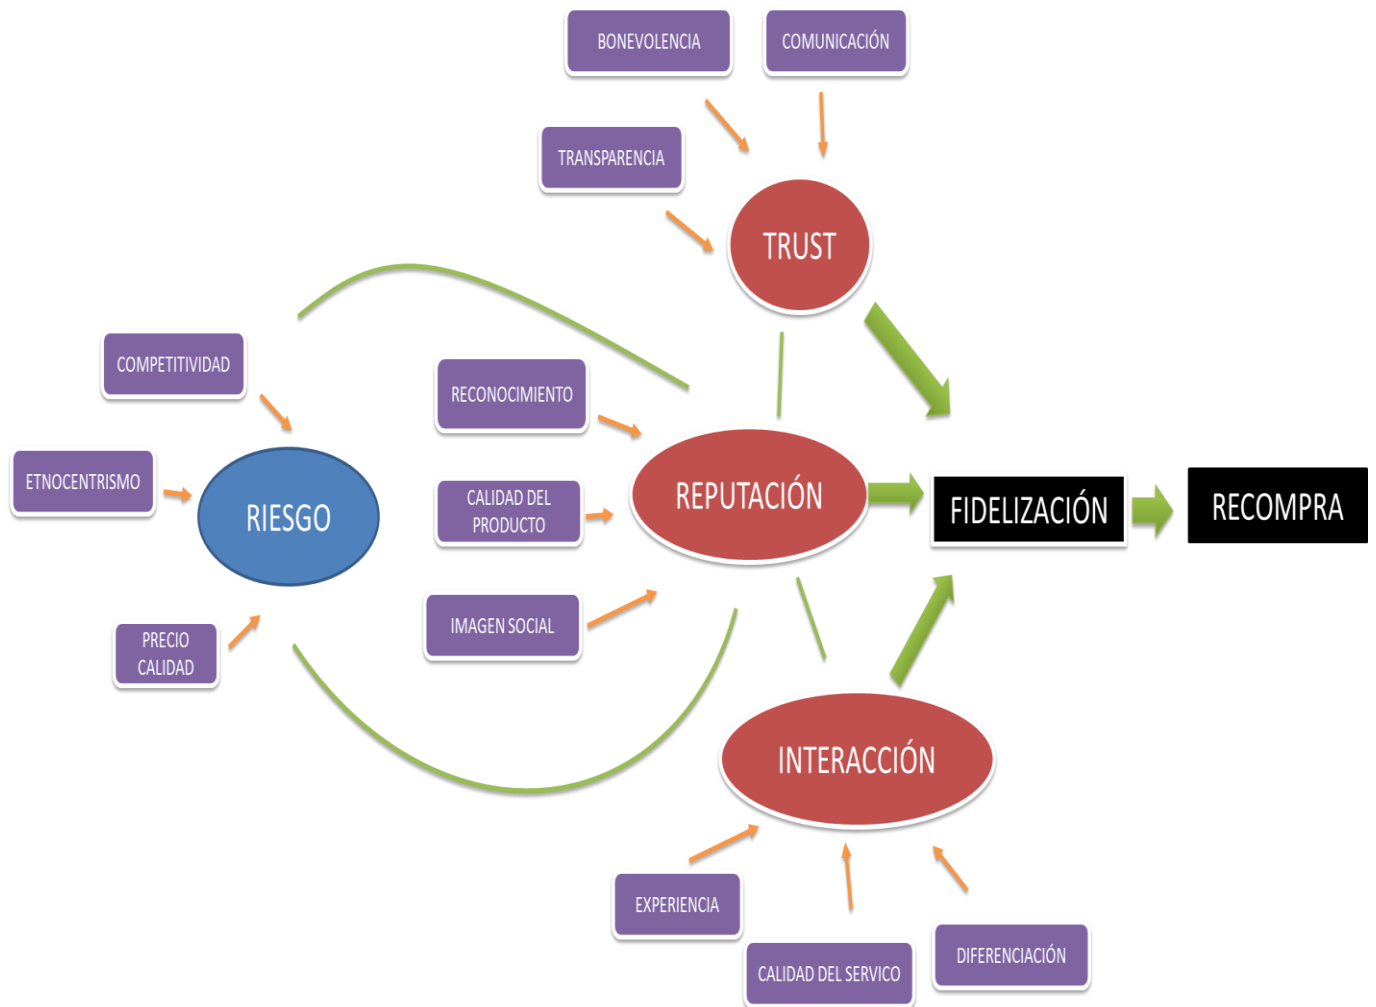 BONEVOLENCIA
COMUNICACIÓN
TRANSPARENCIA
TRUST
COMPETITIVIDAD
RECONOCIMIENTO
ETNOCENTRISMO
RIESGO
CALIDAD DEL
PRODUCTO
REPUTACIÓN
FIDELIZACIÓN
RECOMPRA
IMAGEN SOCIAL
PRECIO
CALIDAD
INTERACCIÓN
EXPERIENCIA
CALIDAD DEL SERVICO
DIFERENCIACIÓN